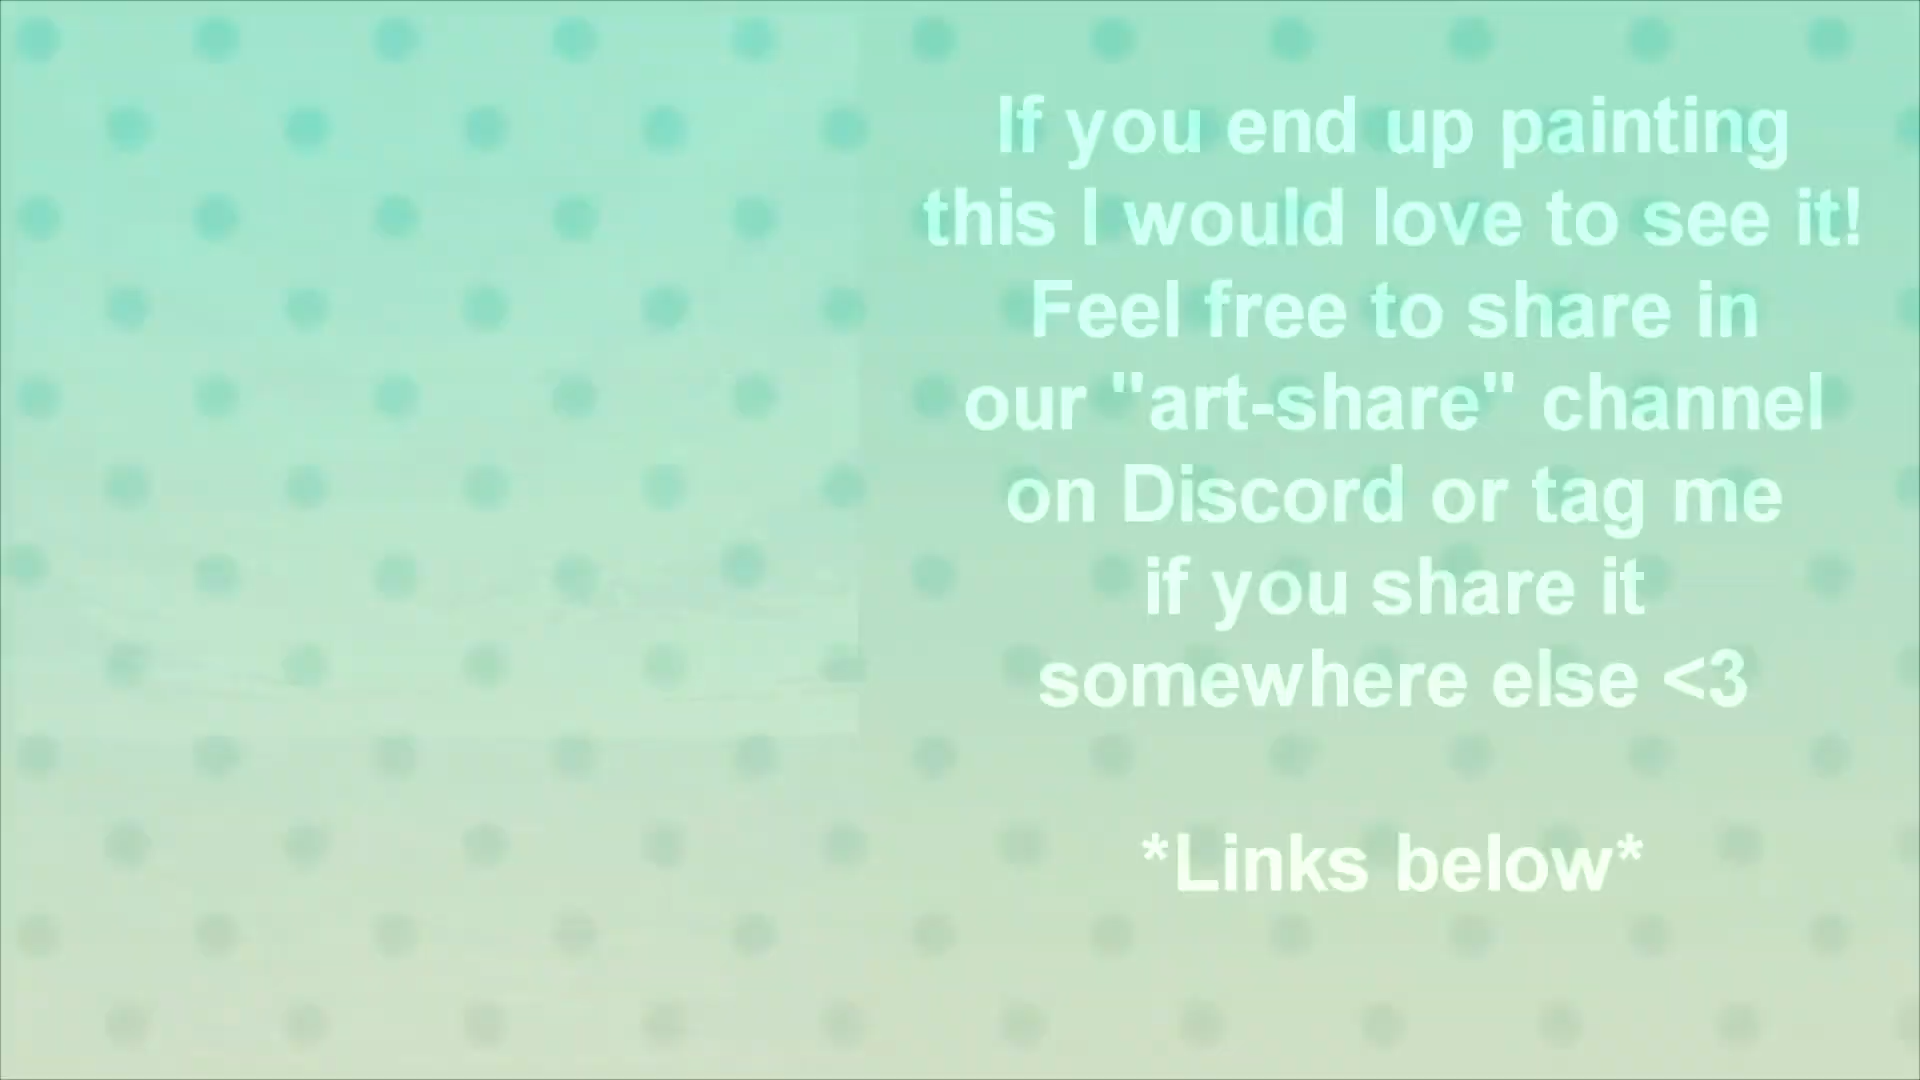 If you end up painting
this I would love to see it!
Feel free to share in
our "art-share" channel
on Discord or tag me
if you share it
somewhere else <3
*Links below*